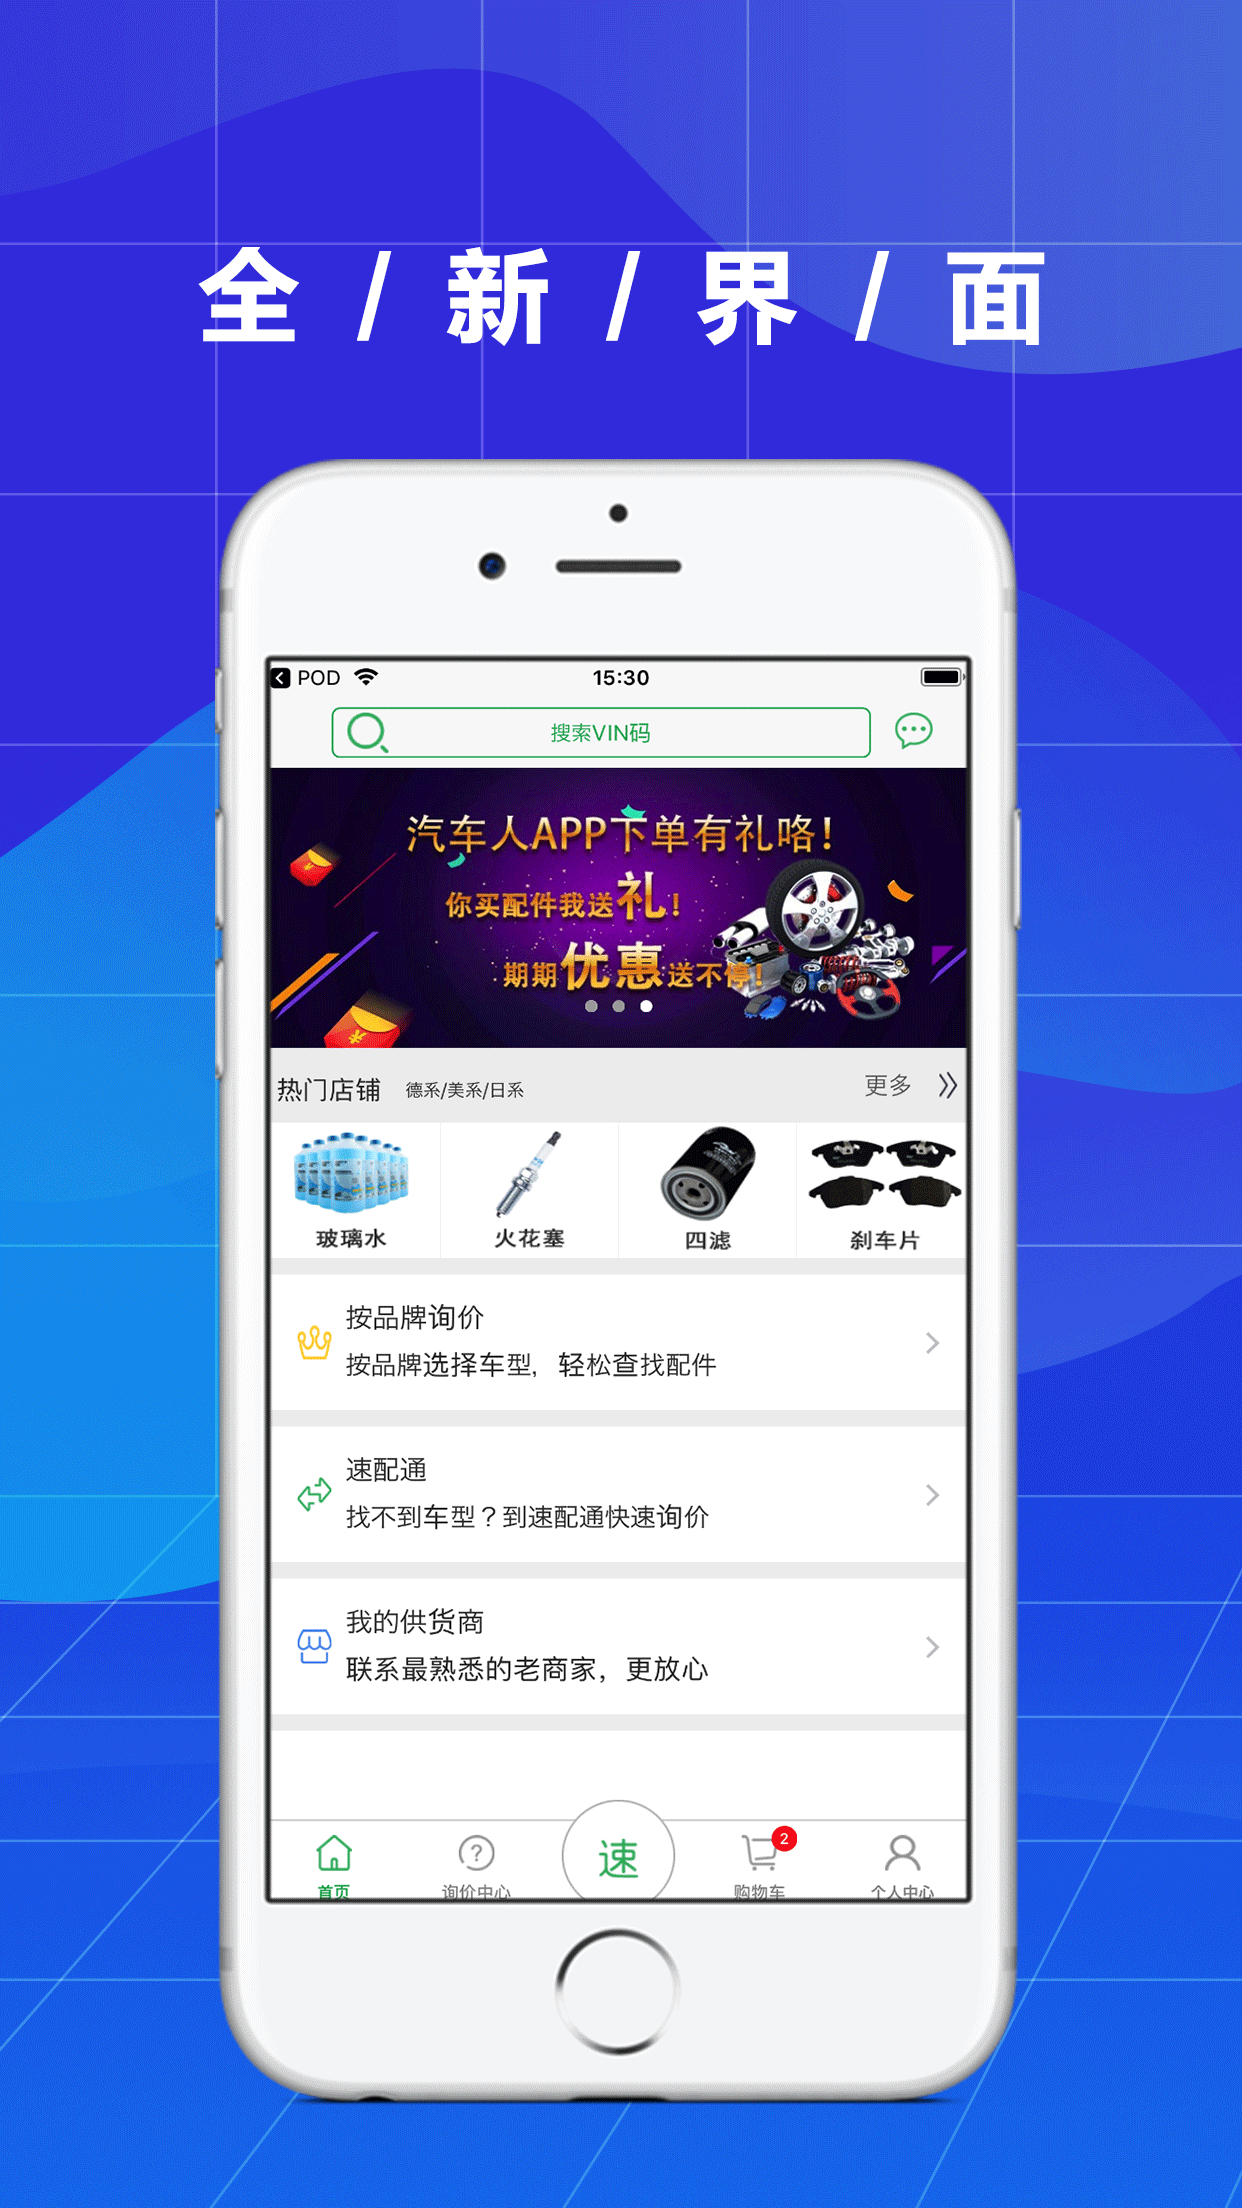 全 / 新 / 界 / 面
POD 15:30
搜索VIN码
汽车人APP下单有礼咯！
你买配件我送礼！
期期优惠送不停！
热门店铺 德系/美系/日系 更多
玻璃水 火花塞 四滤 刹车片
按品牌询价
按品牌选择车型，轻松查找配件
速配通
找不到车型？到速配通快速询价
我的供货商
联系最熟悉的老商家，更放心
速
2
首页 询价中心 购物车 个人中心